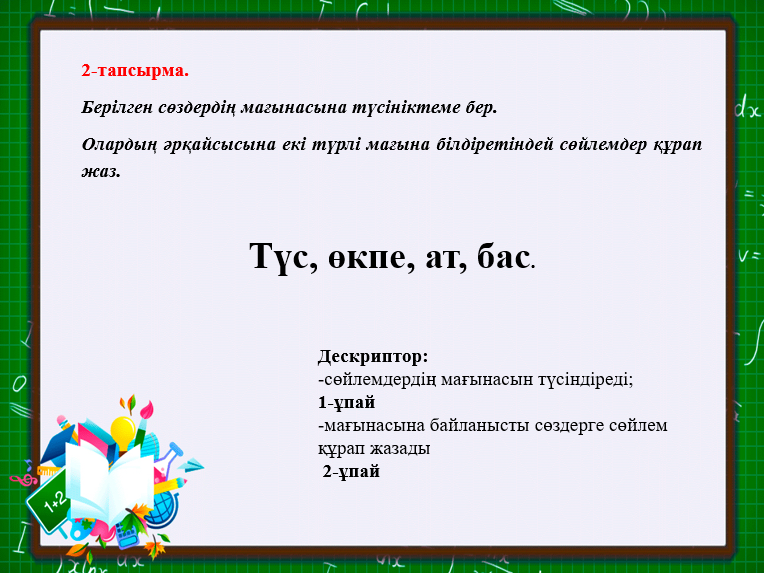 2-тапсырма.
Берілген сөздердің мағынасына түсініктеме бер.
Олардың әрқайсысына екі түрлі мағына білдіретіндей сөйлемдер құрап
жаз.
Түс, өкпе, ат, бас.
Дескриптор:
-сөйлемдердің мағынасын түсіндіреді;
1-ұпай
-мағынасына байланысты сөздерге сөйлем
құрап жазады
2-ұпай
1+2